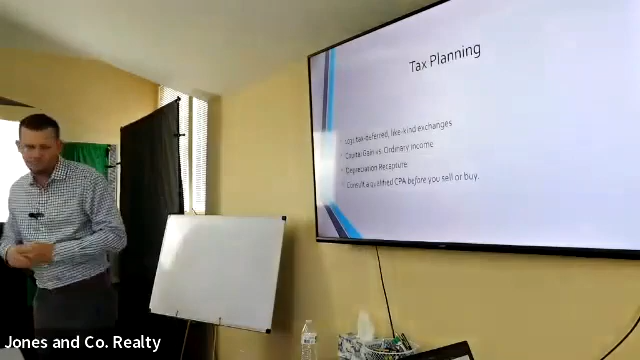 Tax Planning
1031 tax-deferred, like-kind exchanges
Capital Gain vs. Ordinary income
Depreciation Recapture
Consult a qualified CPA before you sell or buy.
Jones and Co. Realty